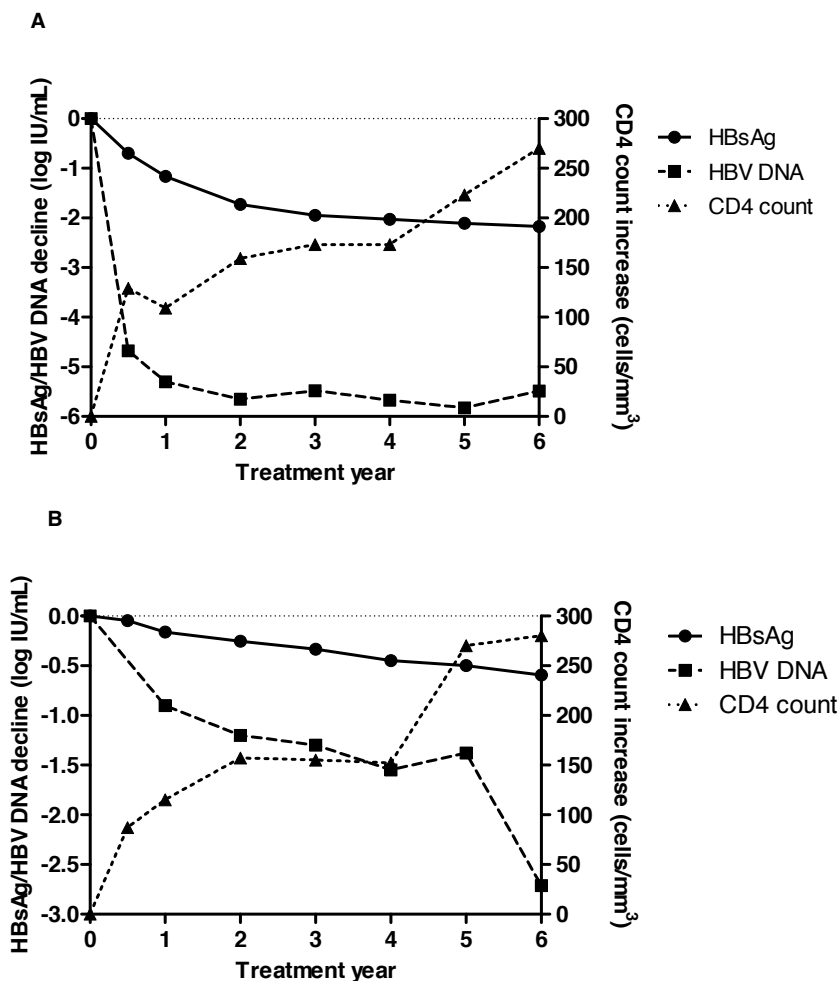 A
HBsAg/HBV DNA decline (log IU/mL)
0
-1
-2
-3
-4
-5
-6
300
250
200
150
100
50
0
CD4 count increase (cells/mm³)
HBsAg
HBV DNA
CD4 count
0 1 2 3 4 5 6
Treatment year
B
HBsAg/HBV DNA decline (log IU/mL)
0.0
-0.5
-1.0
-1.5
-2.0
-2.5
-3.0
300
250
200
150
100
50
0
CD4 count increase (cells/mm³)
HBsAg
HBV DNA
CD4 count
0 1 2 3 4 5 6
Treatment year